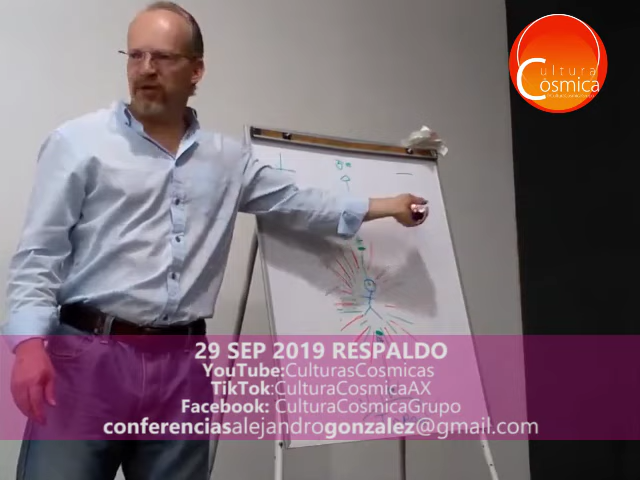 Cultura
Cósmica
29 SEP 2019 RESPALDO
YouTube:CulturasCosmicas
TikTok:CulturaCosmicaAX
Facebook: CulturaCosmicaGrupo
conferenciasalejandrogonzalez@gmail.com